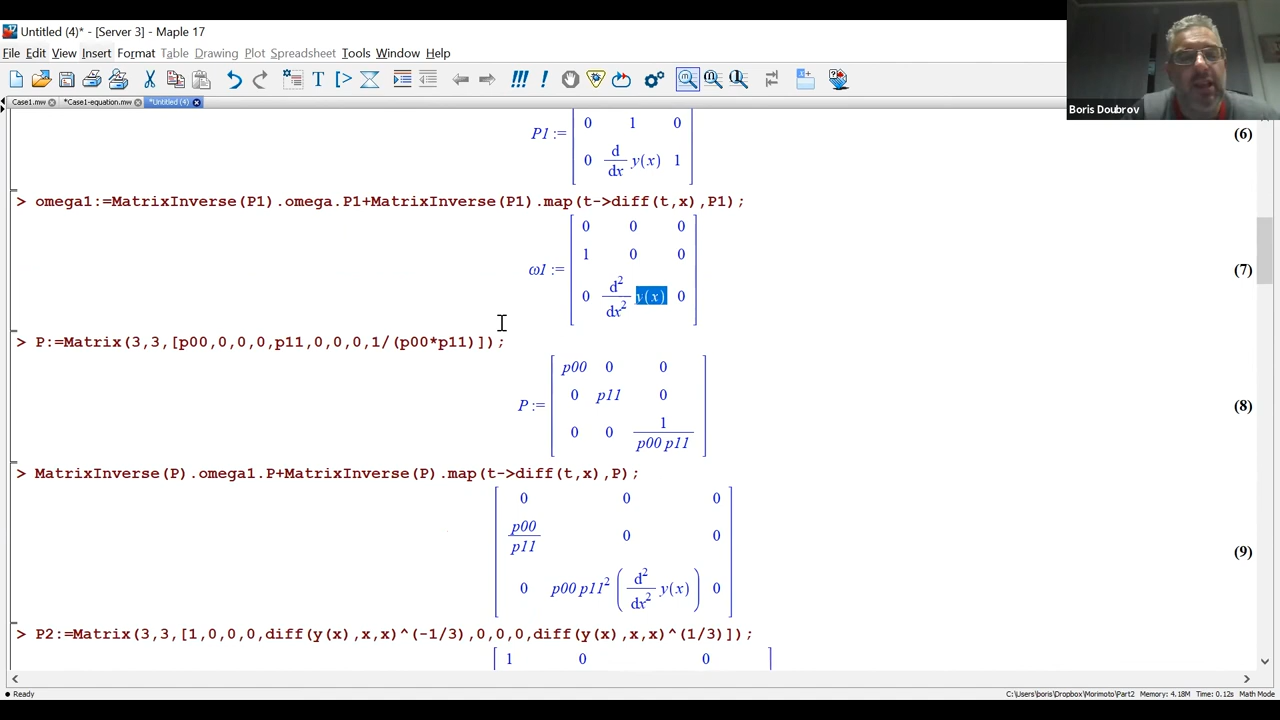 Untitled (4)* - [Server 3] - Maple 17
File Edit View Insert Format Table Drawing Plot Spreadsheet Tools Window Help
Case1.mw *Case1-equation.mw *Untitled (4)
Boris Doubrov
P1 := [0 1 0
0 d/dx y(x) 1] (6)
> omega1:=MatrixInverse(P1).omega.P1+MatrixInverse(P1).map(t->diff(t,x),P1);
0 0 0
ω1 := 1 0 0 (7)
0 d²/dx² y(x) 0
> P:=Matrix(3,3,[p00,0,0,0,p11,0,0,0,1/(p00*p11)]);
p00 0 0
P := 0 p11 0 (8)
0 0 1/(p00 p11)
> MatrixInverse(P).omega1.P+MatrixInverse(P).map(t->diff(t,x),P);
0 0 0
p00/p11 0 0 (9)
0 p00 p11² (d²/dx² y(x)) 0
> P2:=Matrix(3,3,[1,0,0,0,diff(y(x),x,x)^(-1/3),0,0,0,diff(y(x),x,x)^(1/3)]);
1 0 0
Ready C:\Users\boris\Dropbox\Morimoto\Part2 Memory: 4.18M Time: 0.12s Math Mode